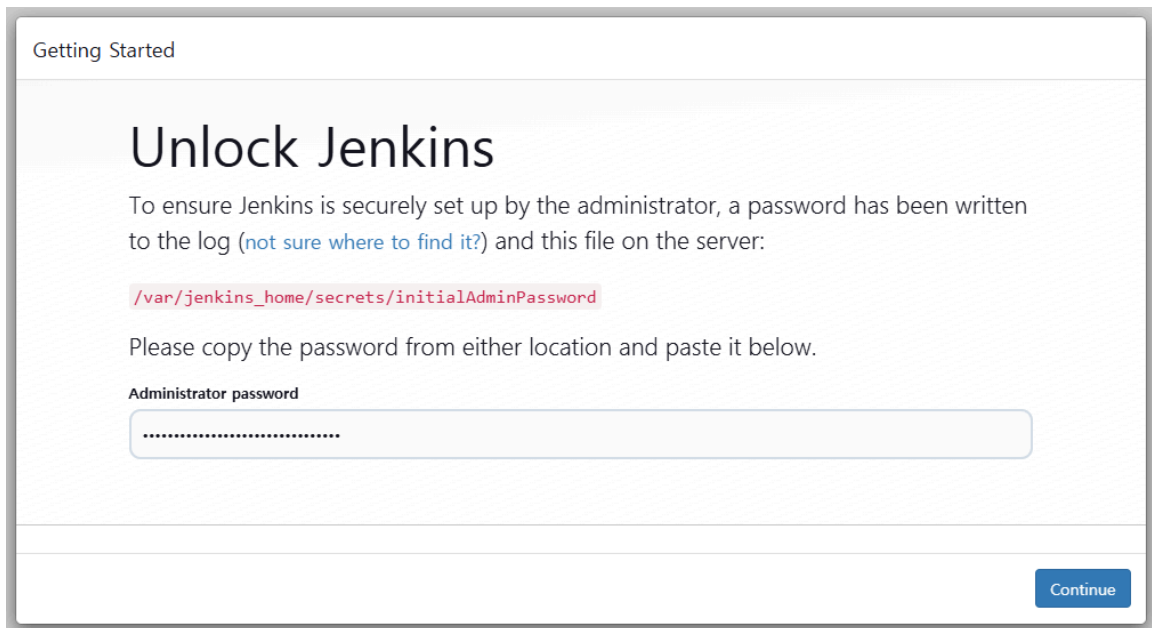 Getting Started
Unlock Jenkins
To ensure Jenkins is securely set up by the administrator, a password has been written
to the log (not sure where to find it?) and this file on the server:
/var/jenkins_home/secrets/initialAdminPassword
Please copy the password from either location and paste it below.
Administrator password
••••••••••••••••••••••••••••••••
Continue